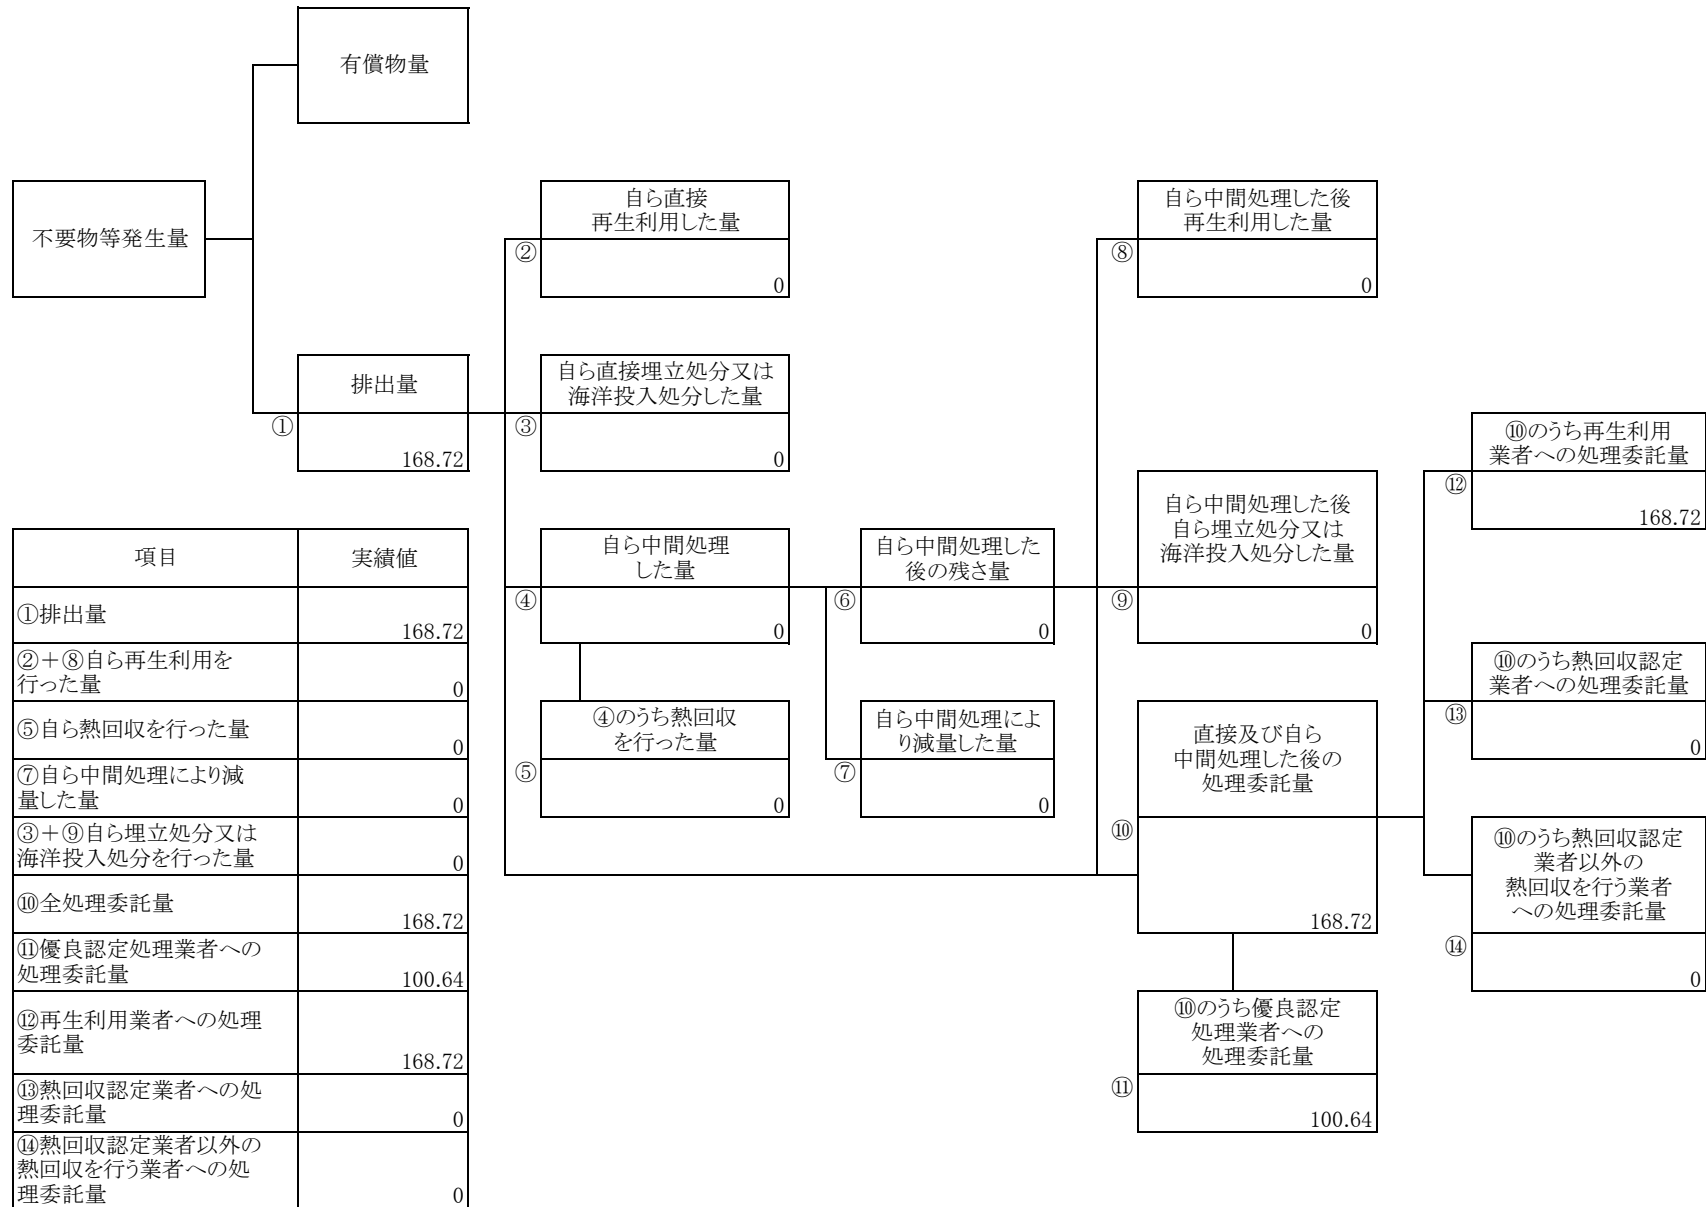 有償物量
不要物等発生量
自ら直接
再生利用した量
②
0
自ら中間処理した後
再生利用した量
⑧
0
排出量
①
168.72
自ら直接埋立処分又は
海洋投入処分した量
③
0
⑩のうち再生利用
業者への処理委託量
⑫
168.72
自ら中間処理
した量
④
0
自ら中間処理した
後の残さ量
⑥
0
自ら中間処理した後
自ら埋立処分又は
海洋投入処分した量
⑨
0
⑩のうち熱回収認定
業者への処理委託量
⑬
0
④のうち熱回収
を行った量
⑤
0
自ら中間処理によ
り減量した量
⑦
0
直接及び自ら
中間処理した後の
処理委託量
⑩
168.72
⑩のうち熱回収認定
業者以外の
熱回収を行う業者
への処理委託量
⑭
0
⑩のうち優良認定
処理業者への
処理委託量
⑪
100.64
項目
実績値
①排出量
168.72
②＋⑧自ら再生利用を
行った量
0
⑤自ら熱回収を行った量
0
⑦自ら中間処理により減
量した量
0
③＋⑨自ら埋立処分又は
海洋投入処分を行った量
0
⑩全処理委託量
168.72
⑪優良認定処理業者への
処理委託量
100.64
⑫再生利用業者への処理
委託量
168.72
⑬熱回収認定業者への処
理委託量
0
⑭熱回収認定業者以外の
熱回収を行う業者への処
理委託量
0